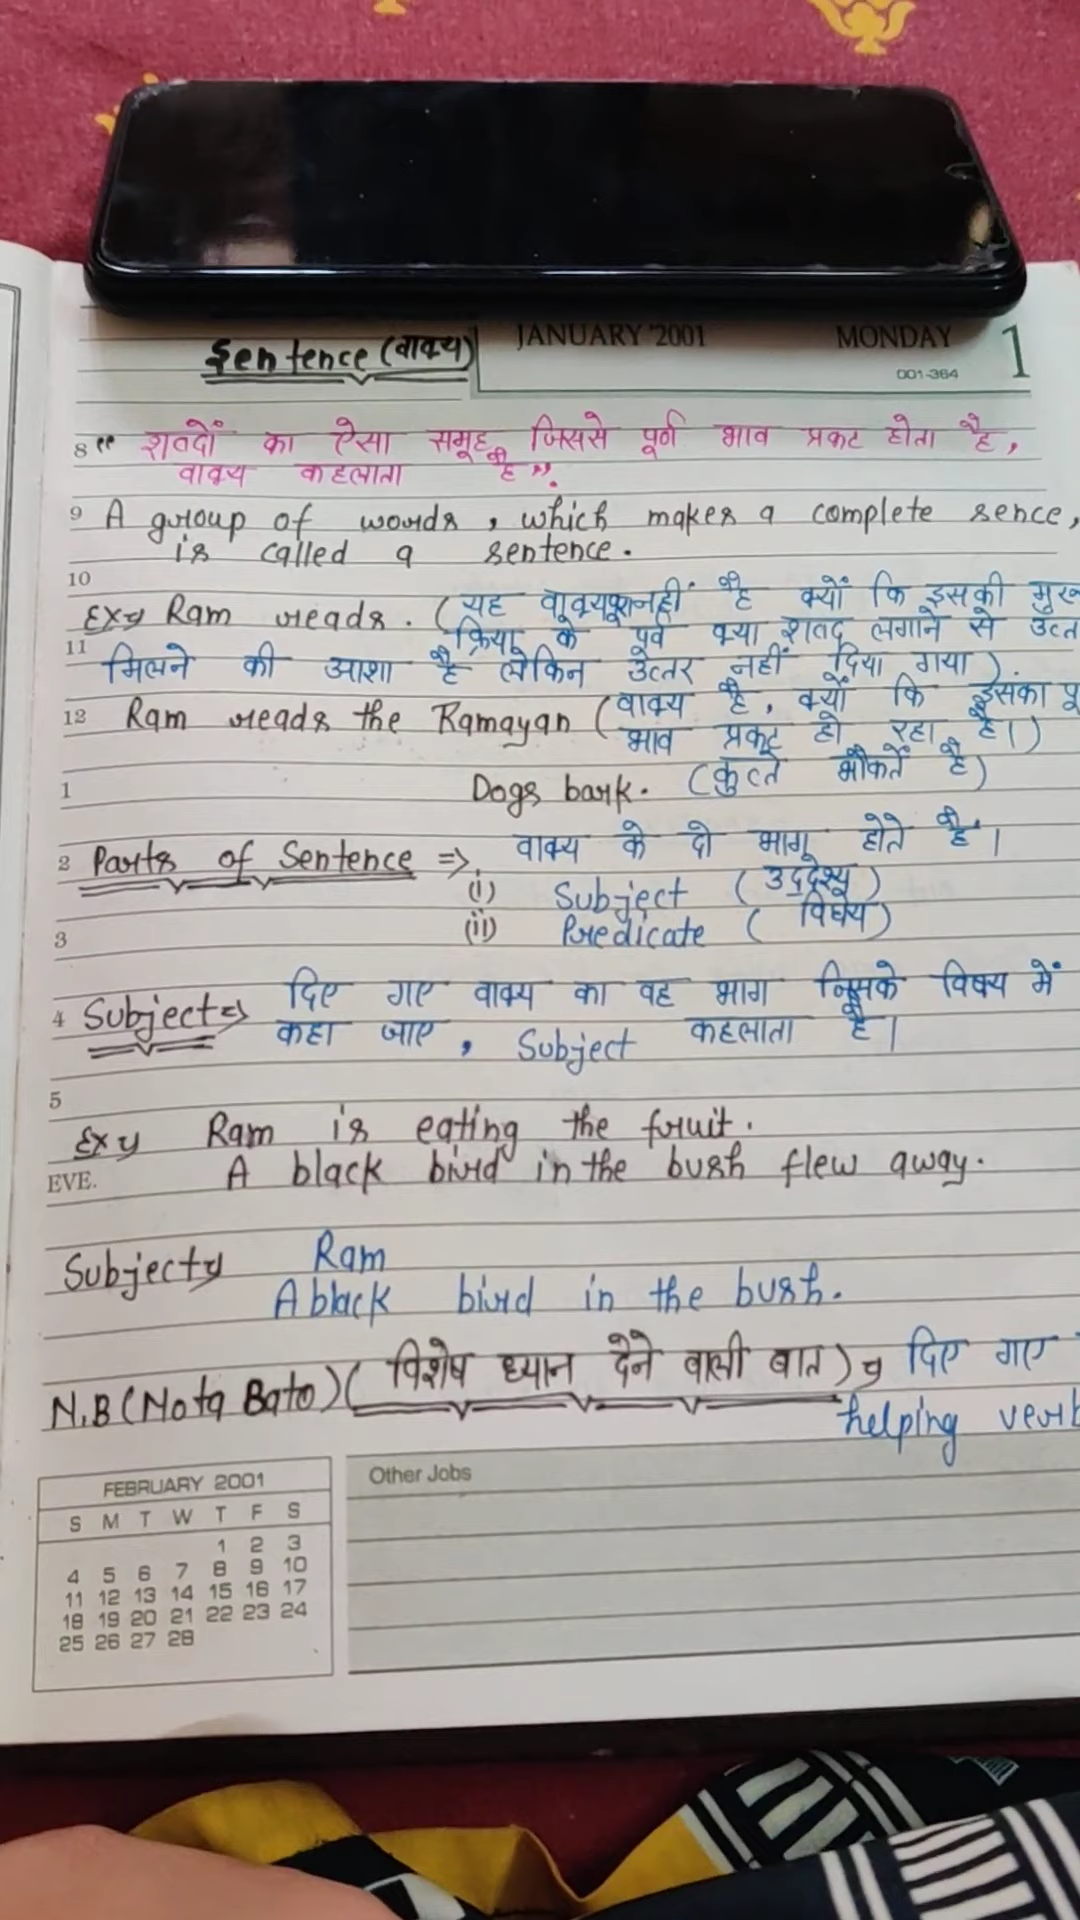 Sentence (वाक्य)
JANUARY 2001 MONDAY 1
001-364
8 " शब्दों का ऐसा समूह, जिससे पूर्ण भाव प्रकट होता है,
वाक्य कहलाता है".
9 A group of words, which makes a complete sence,
is called a sentence.
10
Ex⇒ Ram reads. (यह वाक्य नहीं है क्यों कि इसकी
11 क्रिया के पूर्व क्या शब्द लगाने से
मिलने की आशा है लेकिन उत्तर नहीं दिया गया).
12 Ram reads the Ramayan (वाक्य है, क्यों कि इसका
भाव प्रकट हो रहा है।)
1 Dogs bark. (कुत्ते भौंकते है)
2 Parts of Sentence ⇒ वाक्य के दो भाग होते है।
(i) Subject (उद्देश्य)
3 (ii) Predicate (विधेय)
4 Subject⇒ दिए गए वाक्य का वह भाग जिसके विषय में
कहा जाए, Subject कहलाता है।
5
Ex⇒ Ram is eating the fruit.
EVE. A black bird in the bush flew away.
Subject⇒ Ram
A black bird in the bush.
N.B (Nota Bato) (विशेष ध्यान देने वाली बात)⇒ दिए गए
helping verb
FEBRUARY 2001
S M T W T F S
1 2 3
4 5 6 7 8 9 10
11 12 13 14 15 16 17
18 19 20 21 22 23 24
25 26 27 28
Other Jobs